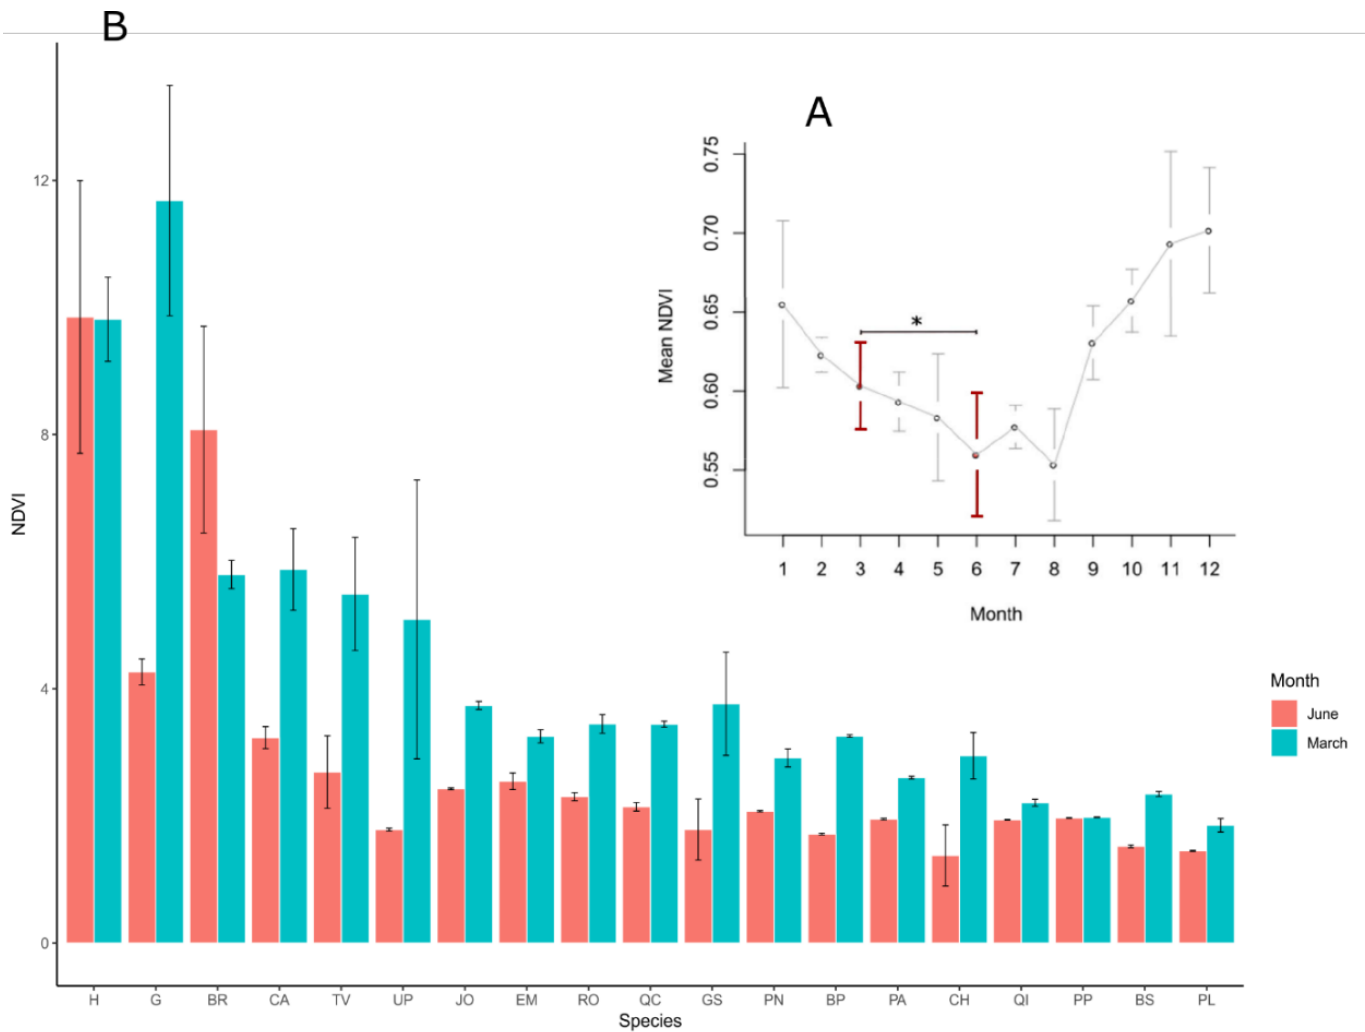 B
A
12
8
4
0
NDVI
H G BR CA TV UP JO EM RO QC GS PN BP PA CH QI PP BS PL
Species
0.75
0.70
0.65
0.60
0.55
Mean NDVI
*
1 2 3 4 5 6 7 8 9 10 11 12
Month
Month
June
March